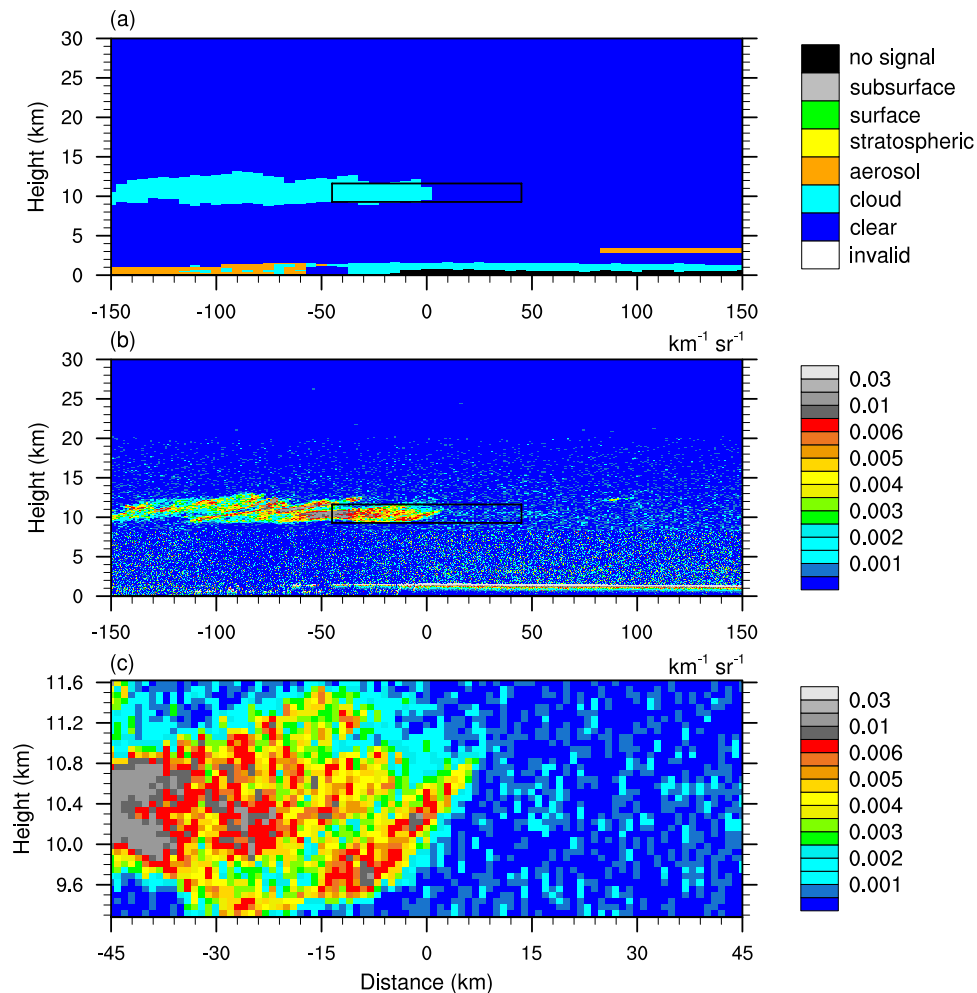 (a)
30
25
20
15
10
5
0
Height (km)
-150 -100 -50 0 50 100 150
no signal
subsurface
surface
stratospheric
aerosol
cloud
clear
invalid
(b) km⁻¹ sr⁻¹
30
25
20
15
10
5
0
Height (km)
-150 -100 -50 0 15 100 150
0.03
0.01
0.006
0.005
0.004
0.003
0.002
0.001
(c) km⁻¹ sr⁻¹
11.6
11.2
10.8
10.4
10.0
9.6
Height (km)
-45 -30 -15 0 15 30 45
Distance (km)
0.03
0.01
0.006
0.005
0.004
0.003
0.002
0.001